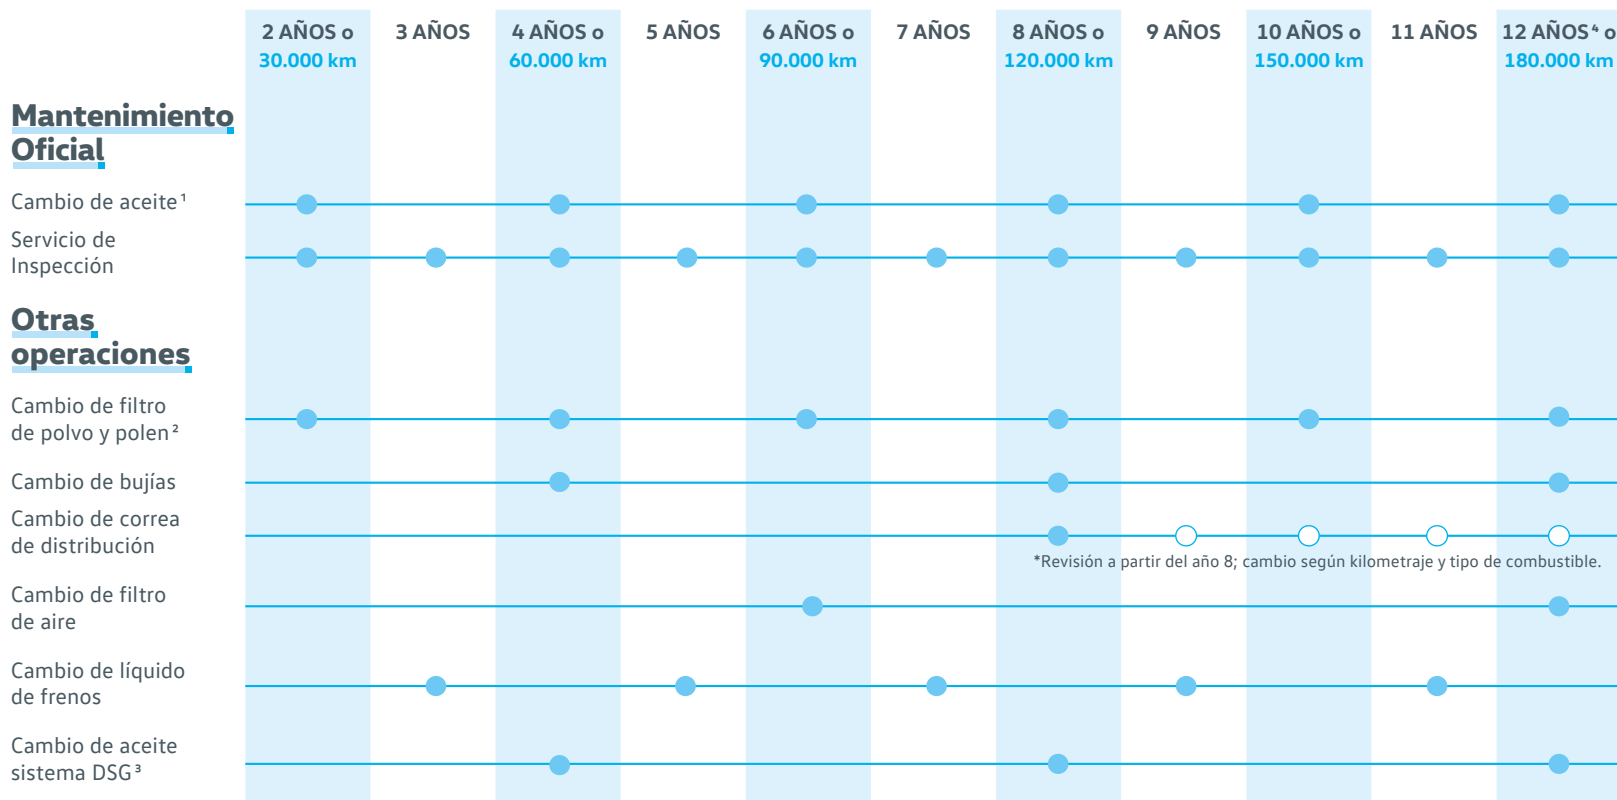 2 AÑOS o
30.000 km
3 AÑOS
4 AÑOS o
60.000 km
5 AÑOS
6 AÑOS o
90.000 km
7 AÑOS
8 AÑOS o
120.000 km
9 AÑOS
10 AÑOS o
150.000 km
11 AÑOS
12 AÑOS⁴ o
180.000 km
Mantenimiento
Oficial
Cambio de aceite¹
Servicio de
Inspección
Otras
operaciones
Cambio de filtro
de polvo y polen²
Cambio de bujías
Cambio de correa
de distribución
*Revisión a partir del año 8; cambio según kilometraje y tipo de combustible.
Cambio de filtro
de aire
Cambio de líquido
de frenos
Cambio de aceite
sistema DSG³